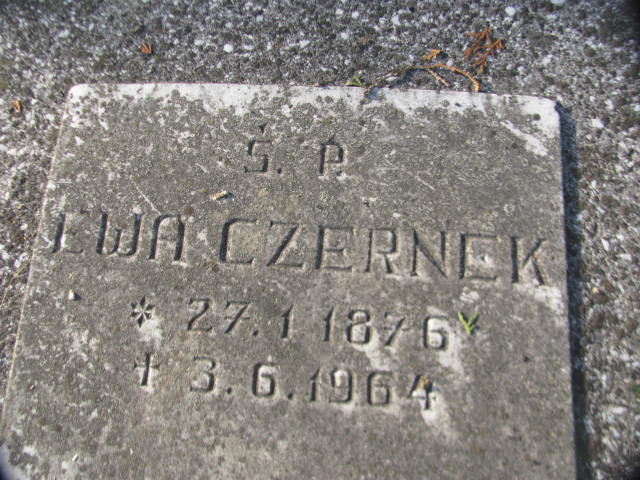 Ś. P.
EWA CZERNEK
* 27. 1 1876
† 3. 6. 1964